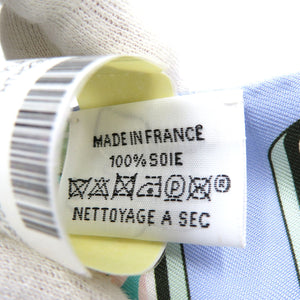 MADE IN FRANCE
100% SOIE
P
®
NETTOYAGE A SEC